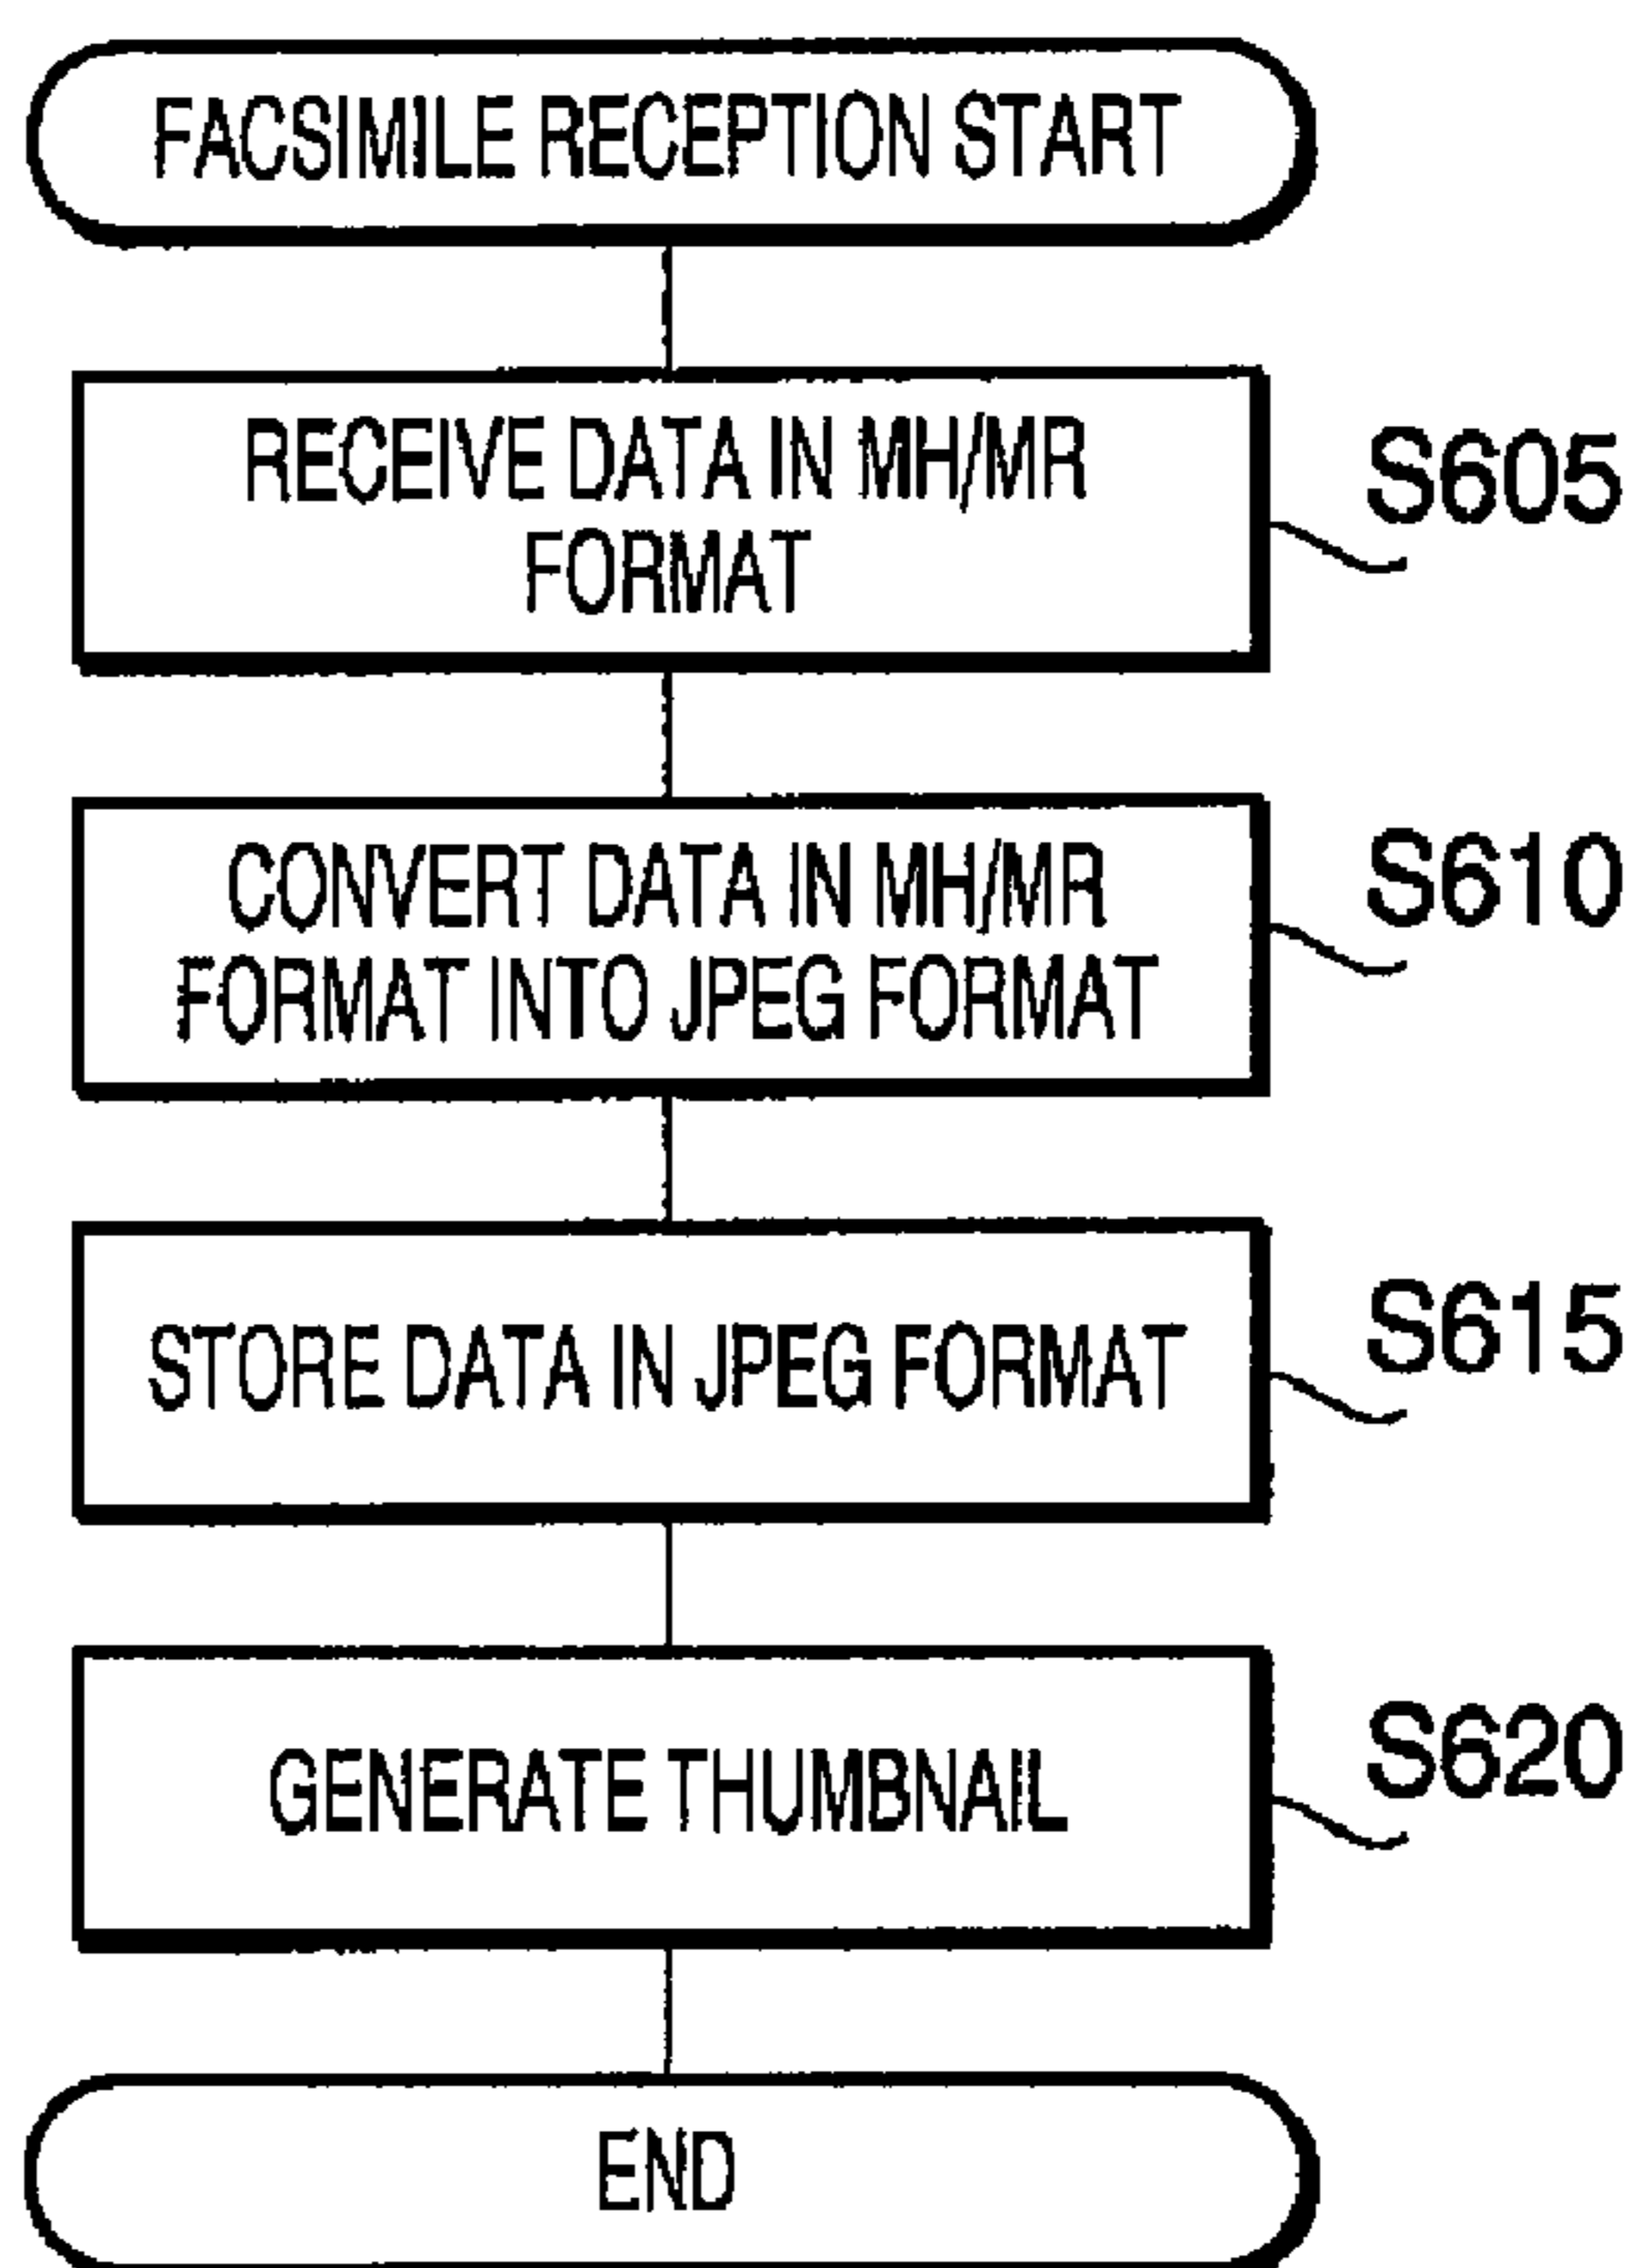 FACSIMILE RECEPTION START
RECEIVE DATA IN MH/MR
FORMAT
S605
CONVERT DATA IN MH/MR
FORMAT INTO JPEG FORMAT
S610
STORE DATA IN JPEG FORMAT
S615
GENERATE THUMBNAIL
S620
END